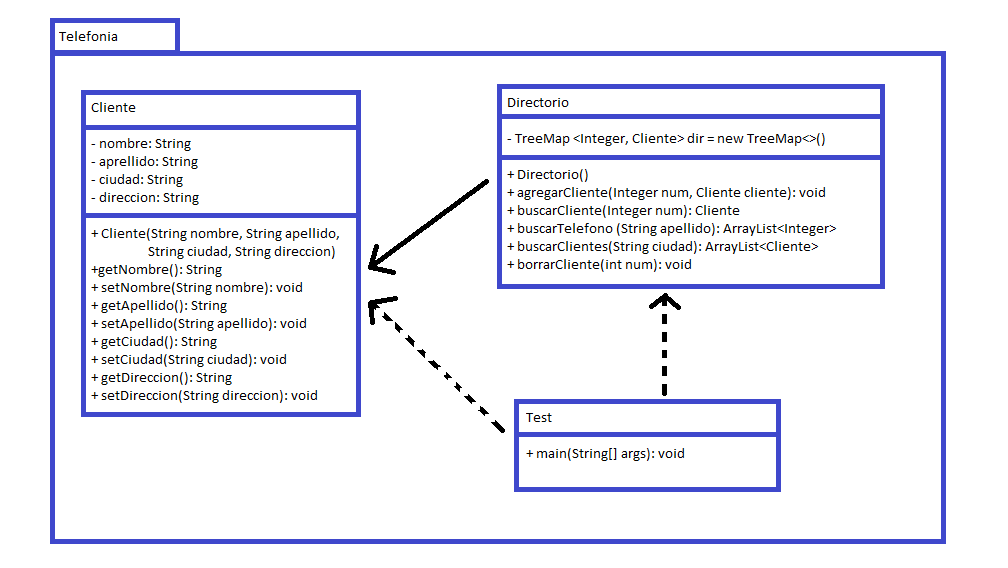 Telefonia
Cliente
- nombre: String
- aprellido: String
- ciudad: String
- direccion: String
+ Cliente(String nombre, String apellido,
String ciudad, String direccion)
+getNombre(): String
+ setNombre(String nombre): void
+ getApellido(): String
+ setApellido(String apellido): void
+ getCiudad(): String
+ setCiudad(String ciudad): void
+ getDireccion(): String
+ setDireccion(String direccion): void
Directorio
- TreeMap <Integer, Cliente> dir = new TreeMap<>()
+ Directorio()
+ agregarCliente(Integer num, Cliente cliente): void
+ buscarCliente(Integer num): Cliente
+ buscarTelefono (String apellido): ArrayList<Integer>
+ buscarClientes(String ciudad): ArrayList<Cliente>
+ borrarCliente(int num): void
Test
+ main(String[] args): void